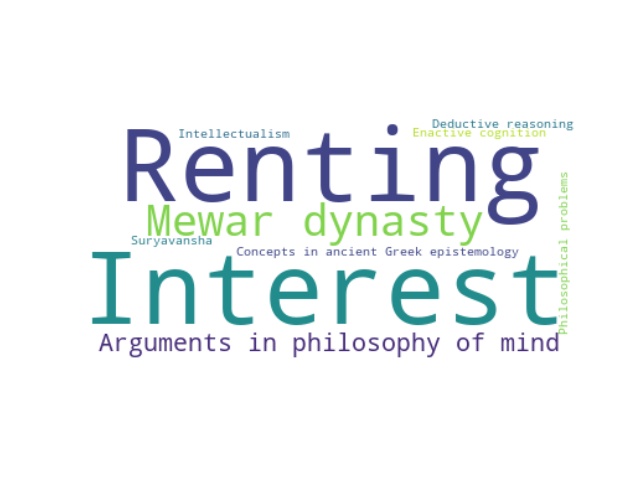 Deductive reasoning
Intellectualism
Enactive cognition
Renting
Mewar dynasty
Suryavansha
Concepts in ancient Greek epistemology
Philosophical problems
Interest
Arguments in philosophy of mind